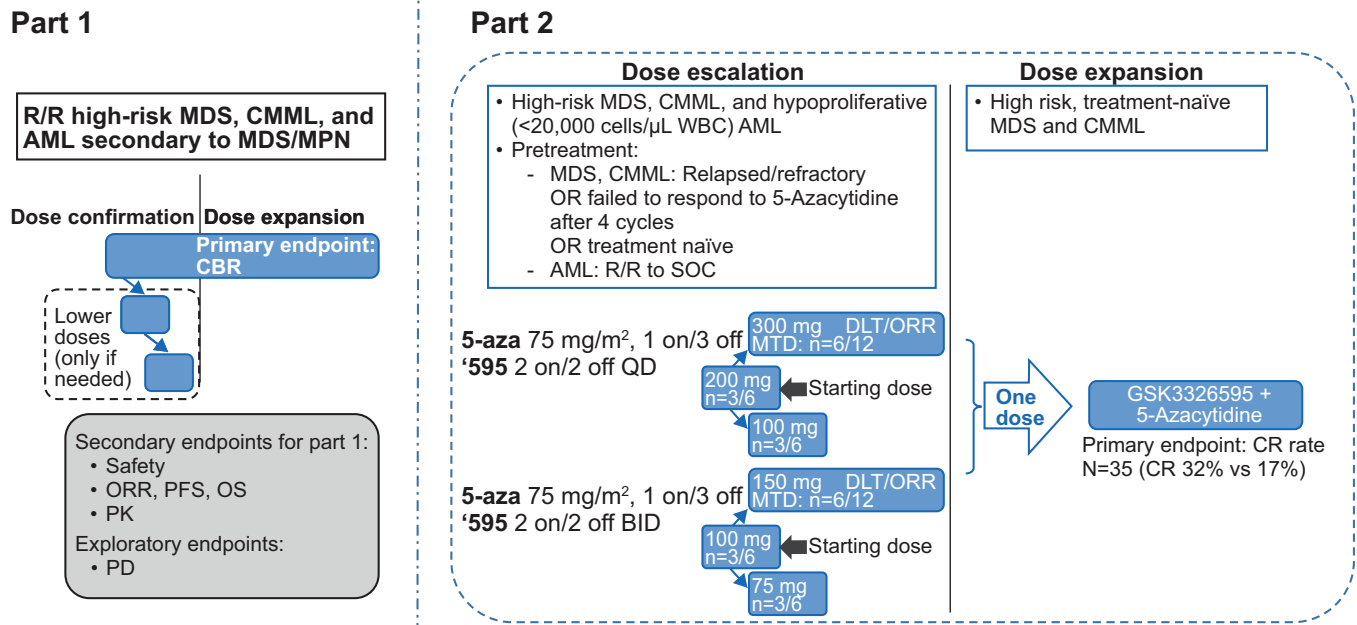 Part 1
R/R high-risk MDS, CMML, and
AML secondary to MDS/MPN
Dose confirmation
Dose expansion
Primary endpoint:
CBR
Lower
doses
(only if
needed)
Secondary endpoints for part 1:
• Safety
• ORR, PFS, OS
• PK
Exploratory endpoints:
• PD
Part 2
Dose escalation
• High-risk MDS, CMML, and hypoproliferative
(<20,000 cells/µL WBC) AML
• Pretreatment:
- MDS, CMML: Relapsed/refractory
OR failed to respond to 5-Azacytidine
after 4 cycles
OR treatment naïve
- AML: R/R to SOC
5-aza 75 mg/m², 1 on/3 off
‘595 2 on/2 off QD
300 mg DLT/ORR
MTD: n=6/12
200 mg
n=3/6
Starting dose
100 mg
n=3/6
5-aza 75 mg/m², 1 on/3 off
‘595 2 on/2 off BID
150 mg DLT/ORR
MTD: n=6/12
100 mg
n=3/6
Starting dose
75 mg
n=3/6
Dose expansion
• High risk, treatment-naïve
MDS and CMML
One
dose
GSK3326595 +
5-Azacytidine
Primary endpoint: CR rate
N=35 (CR 32% vs 17%)